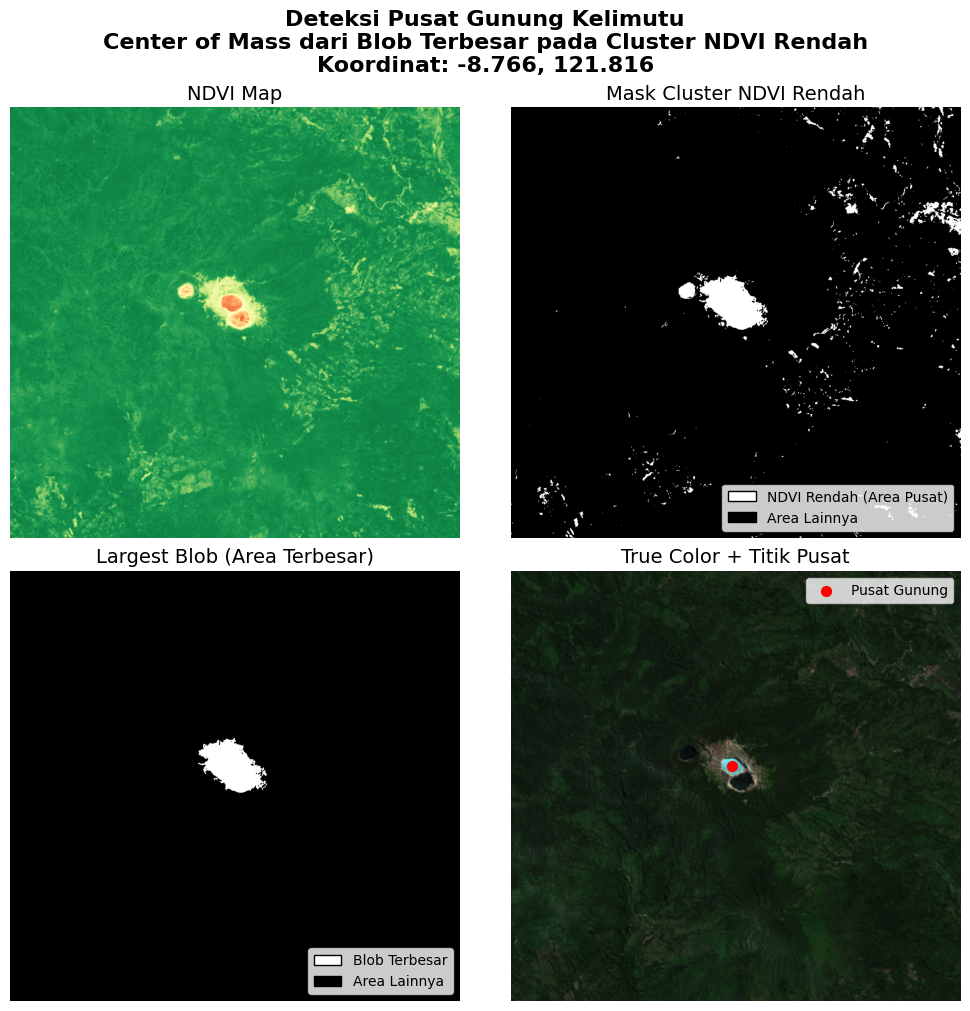 Deteksi Pusat Gunung Kelimutu
Center of Mass dari Blob Terbesar pada Cluster NDVI Rendah
Koordinat: -8.766, 121.816
NDVI Map
Mask Cluster NDVI Rendah
NDVI Rendah (Area Pusat)
Area Lainnya
Largest Blob (Area Terbesar)
True Color + Titik Pusat
Blob Terbesar
Area Lainnya
Pusat Gunung